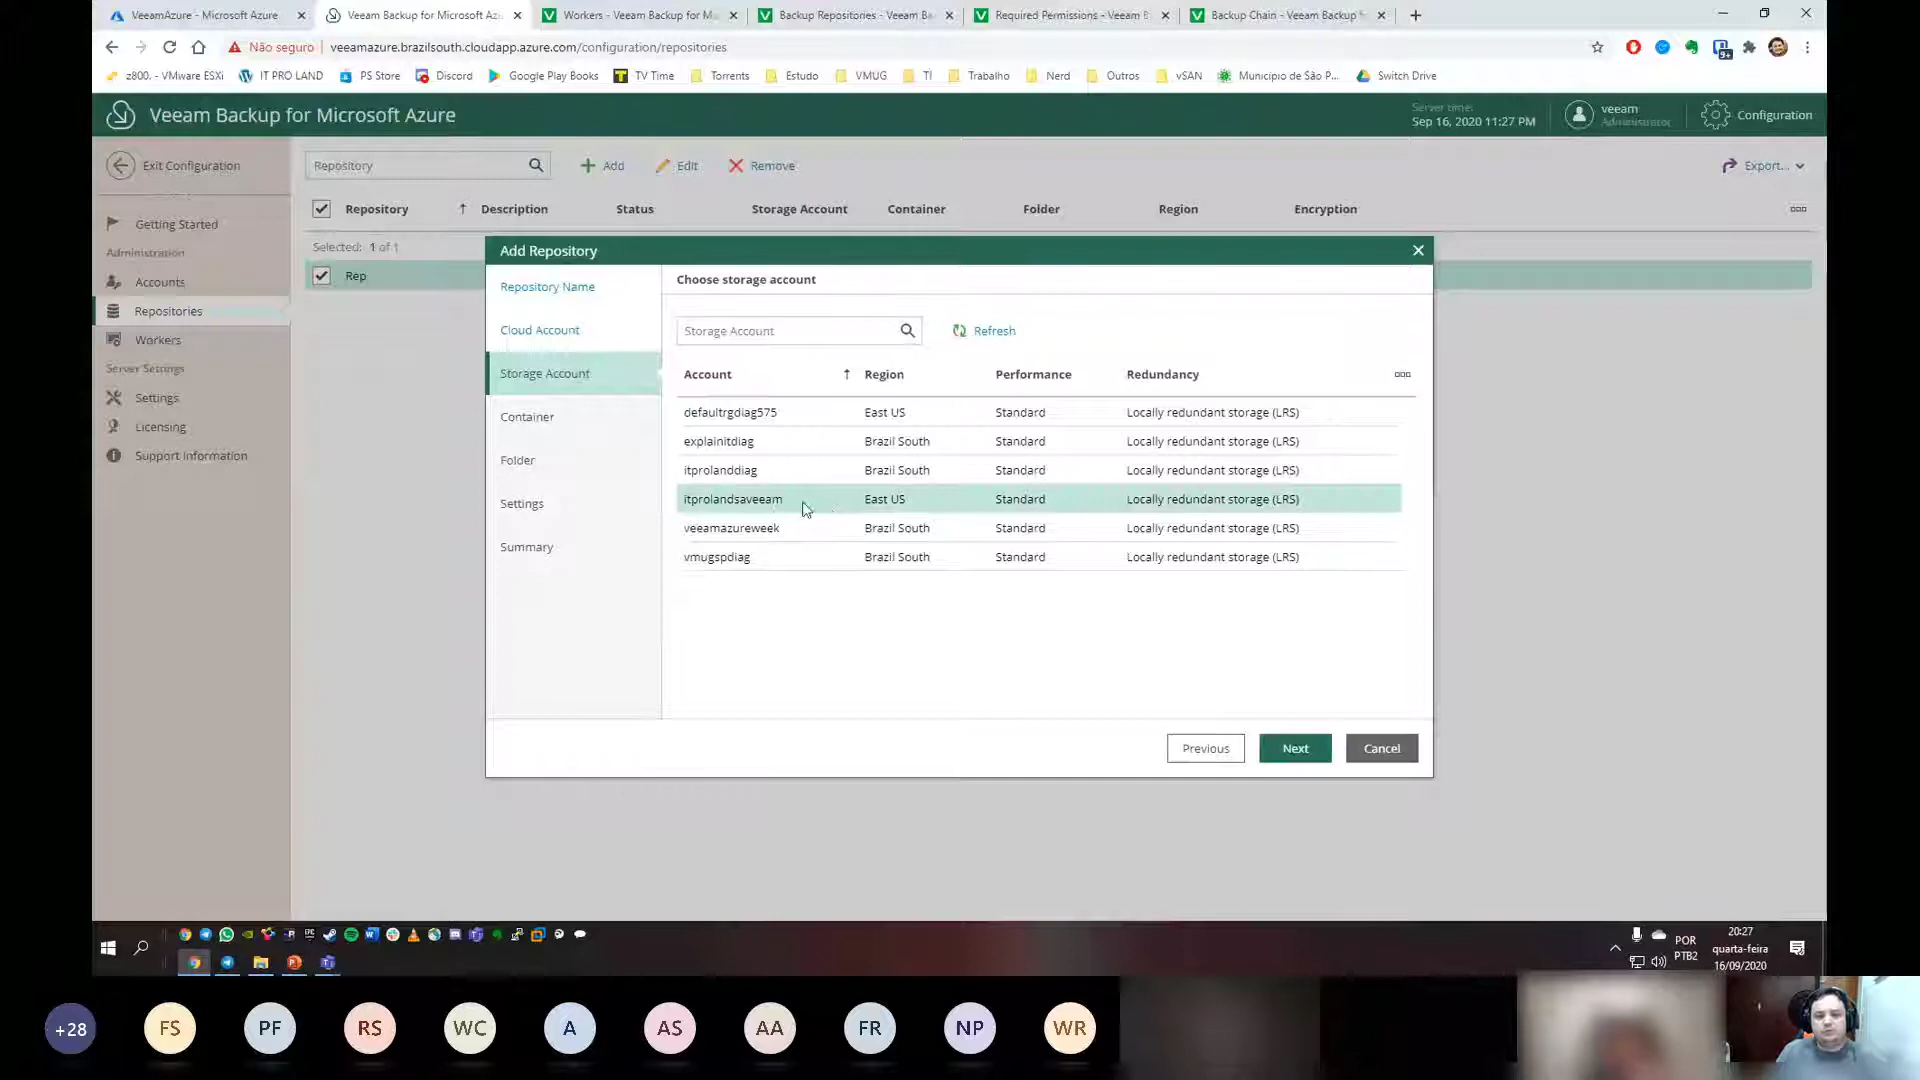 VeeamAzure - Microsoft Azure
Veeam Backup for Microsoft Az
Workers - Veeam Backup for M
Backup Repositories - Veeam B
Required Permissions - Veeam B
Backup Chain - Veeam Backup
Não seguro
veeamazure.brazilsouth.cloudapp.azure.com/configuration/repositories
9+
z800. - VMware ESXi
IT PRO LAND
PS Store
Discord
Google Play Books
TV Time
Torrents
Estudo
VMUG
TI
Trabalho
Nerd
Outros
vSAN
Município de São P...
Switch Drive
Veeam Backup for Microsoft Azure
Server time:
Sep 16, 2020 11:27 PM
veeam
Administrator
Configuration
Exit Configuration
Repository
Add
Edit
Remove
Export...
Getting Started
Administration
Accounts
Repositories
Workers
Server Settings
Settings
Licensing
Support Information
Repository
Description
Status
Storage Account
Container
Folder
Region
Encryption
Selected: 1 of 1
Rep
Add Repository
Repository Name
Cloud Account
Storage Account
Container
Folder
Settings
Summary
Choose storage account
Storage Account
Refresh
Account Region Performance Redundancy
defaultrgdiag575 East US Standard Locally redundant storage (LRS)
explainitdiag Brazil South Standard Locally redundant storage (LRS)
itprolanddiag Brazil South Standard Locally redundant storage (LRS)
itprolandsaveeam East US Standard Locally redundant storage (LRS)
veeamazureweek Brazil South Standard Locally redundant storage (LRS)
vmugspdiag Brazil South Standard Locally redundant storage (LRS)
Previous
Next
Cancel
POR
PTB2
20:27
quarta-feira
16/09/2020
+28
FS
PF
RS
WC
A
AS
AA
FR
NP
WR